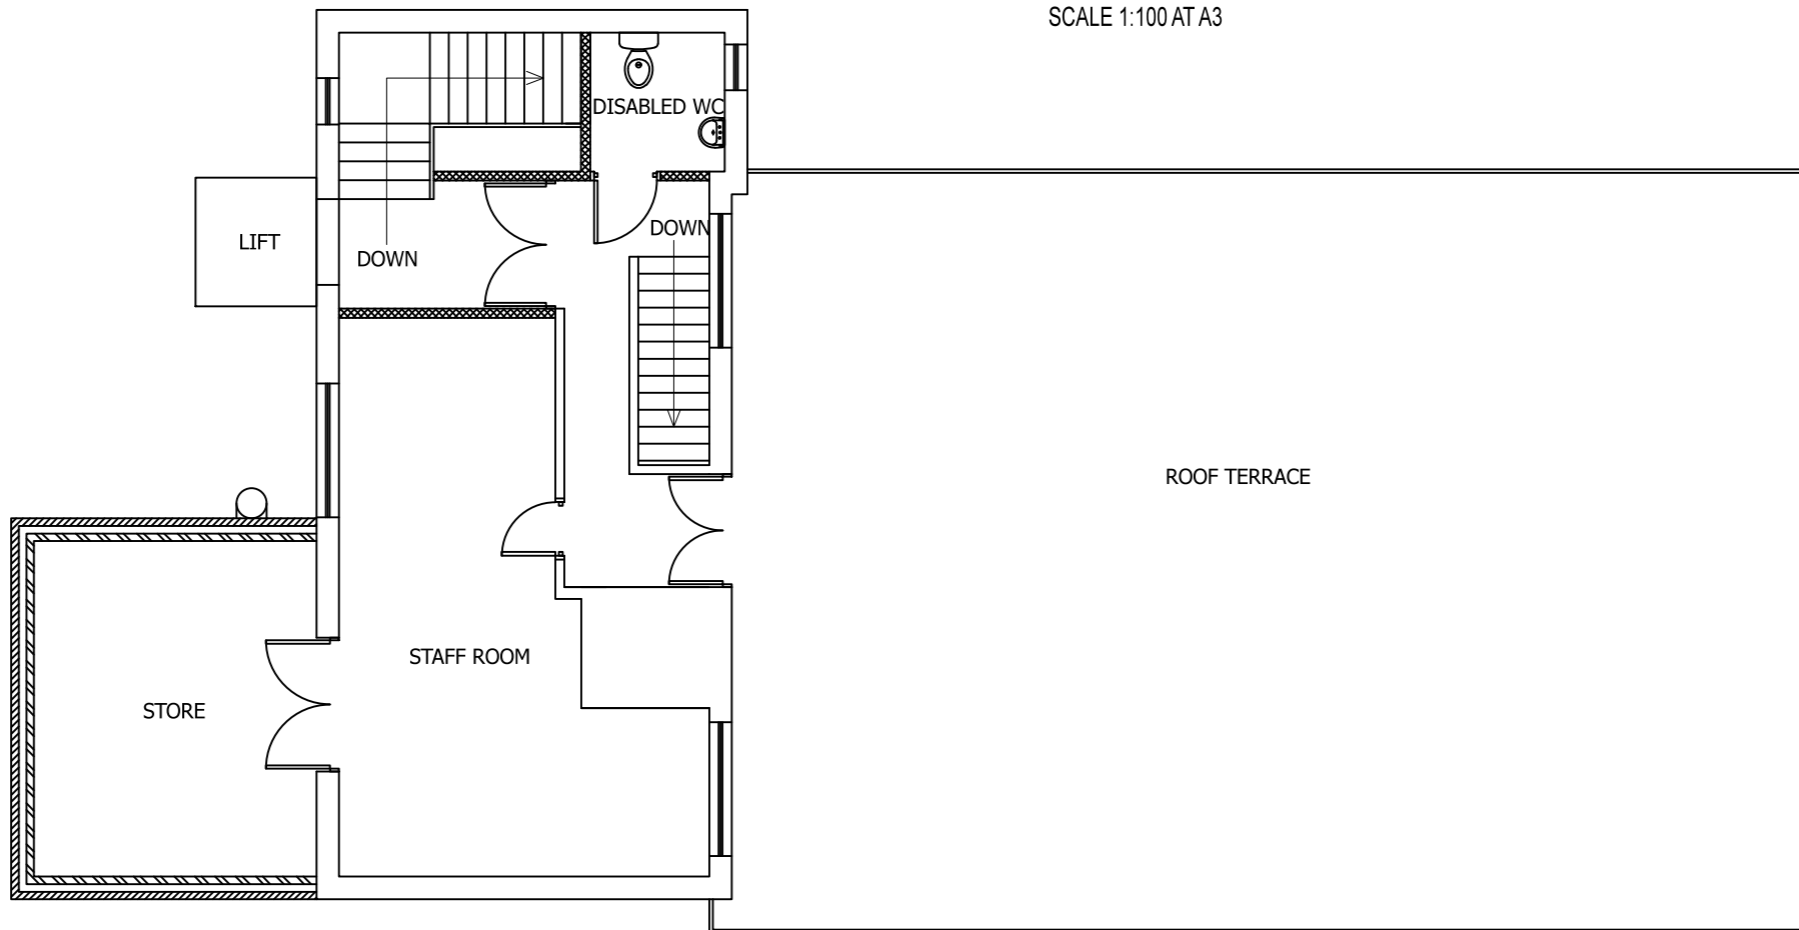 SCALE 1:100 AT A3
DISABLED WC
DOWN
LIFT
DOWN
ROOF TERRACE
STAFF ROOM
STORE